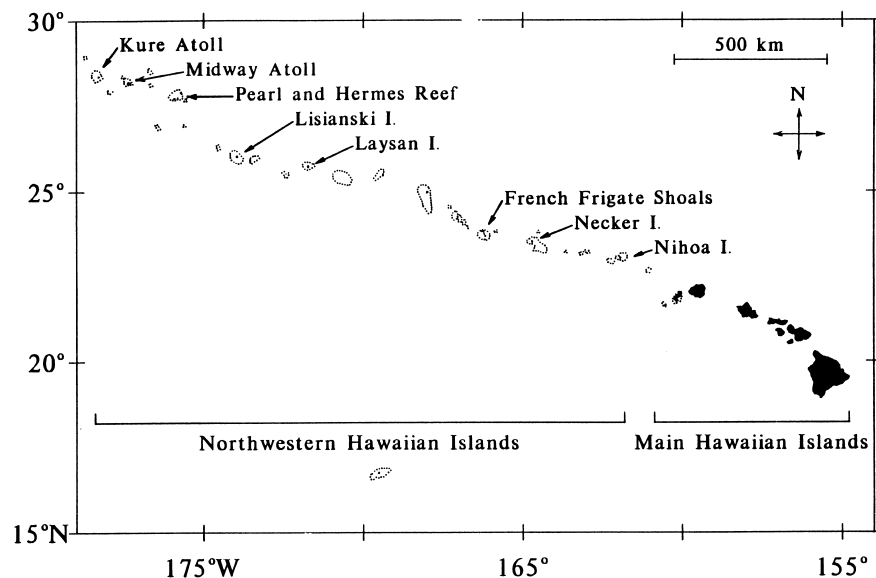 30°
Kure Atoll
500 km
Midway Atoll
Pearl and Hermes Reef
N
Lisianski I.
Laysan I.
25°
French Frigate Shoals
Necker I.
Nihoa I.
20°
Northwestern Hawaiian Islands
Main Hawaiian Islands
15°N
175°W
165°
155°